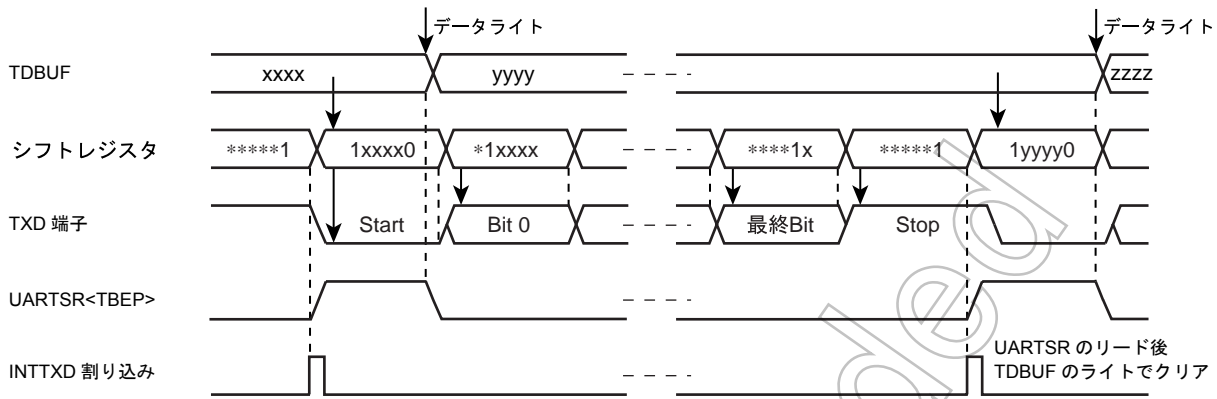 データライト データライト
TDBUF xxxx yyyy zzzz
シフトレジスタ *****1 1xxxx0 *1xxxx ****1x *****1 1yyyy0
TXD 端子 Start Bit 0 最終Bit Stop
UARTSR<TBEP>
INTTXD 割り込み
UARTSR のリード後
TDBUF のライトでクリア